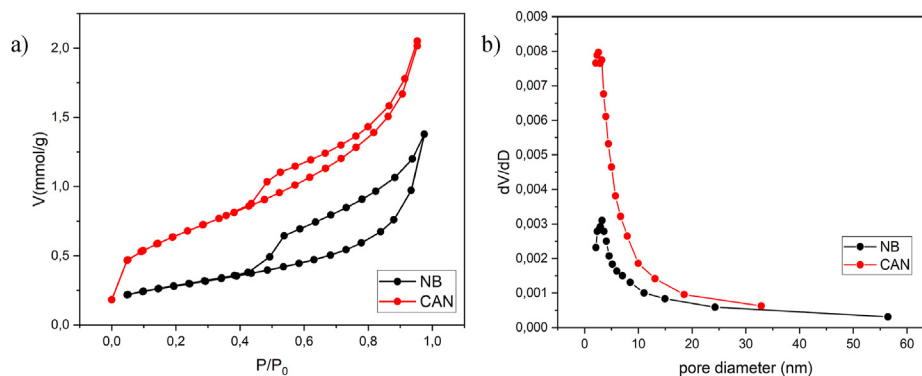 a)
V(mmol/g)
2,0
1,5
1,0
0,5
0,0
0,0 0,2 0,4 0,6 0,8 1,0
P/P0
NB
CAN
b)
dV/dD
0,009
0,008
0,007
0,006
0,005
0,004
0,003
0,002
0,001
0,000
0 10 20 30 40 50 60
pore diameter (nm)
NB
CAN